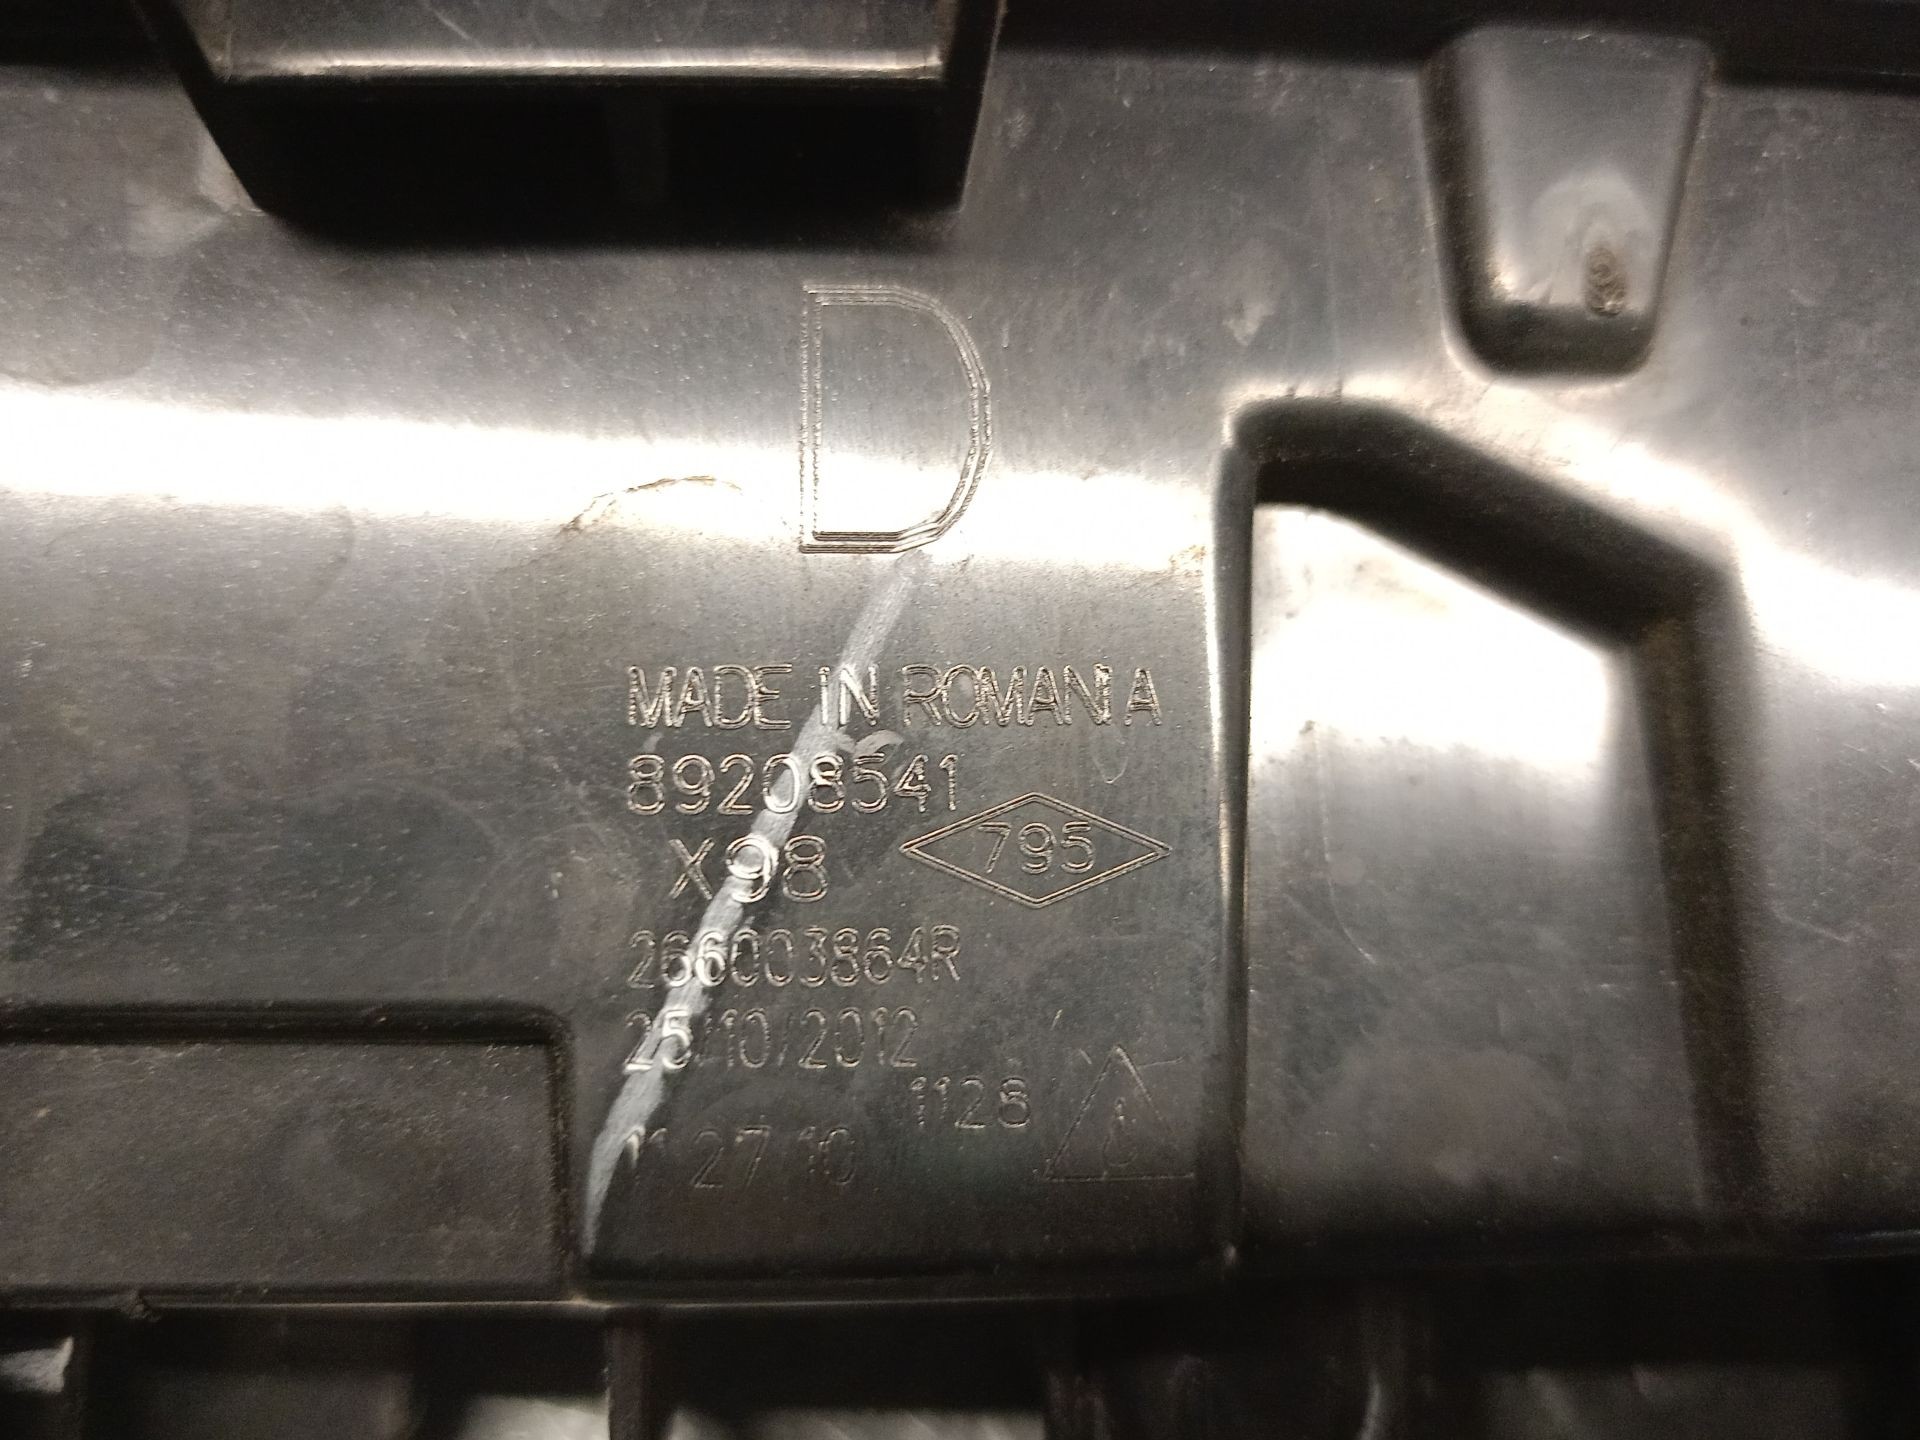 D
MADE IN ROMANIA
89208541
X98
795
266003864R
25/10/2012
1128
11 27 10